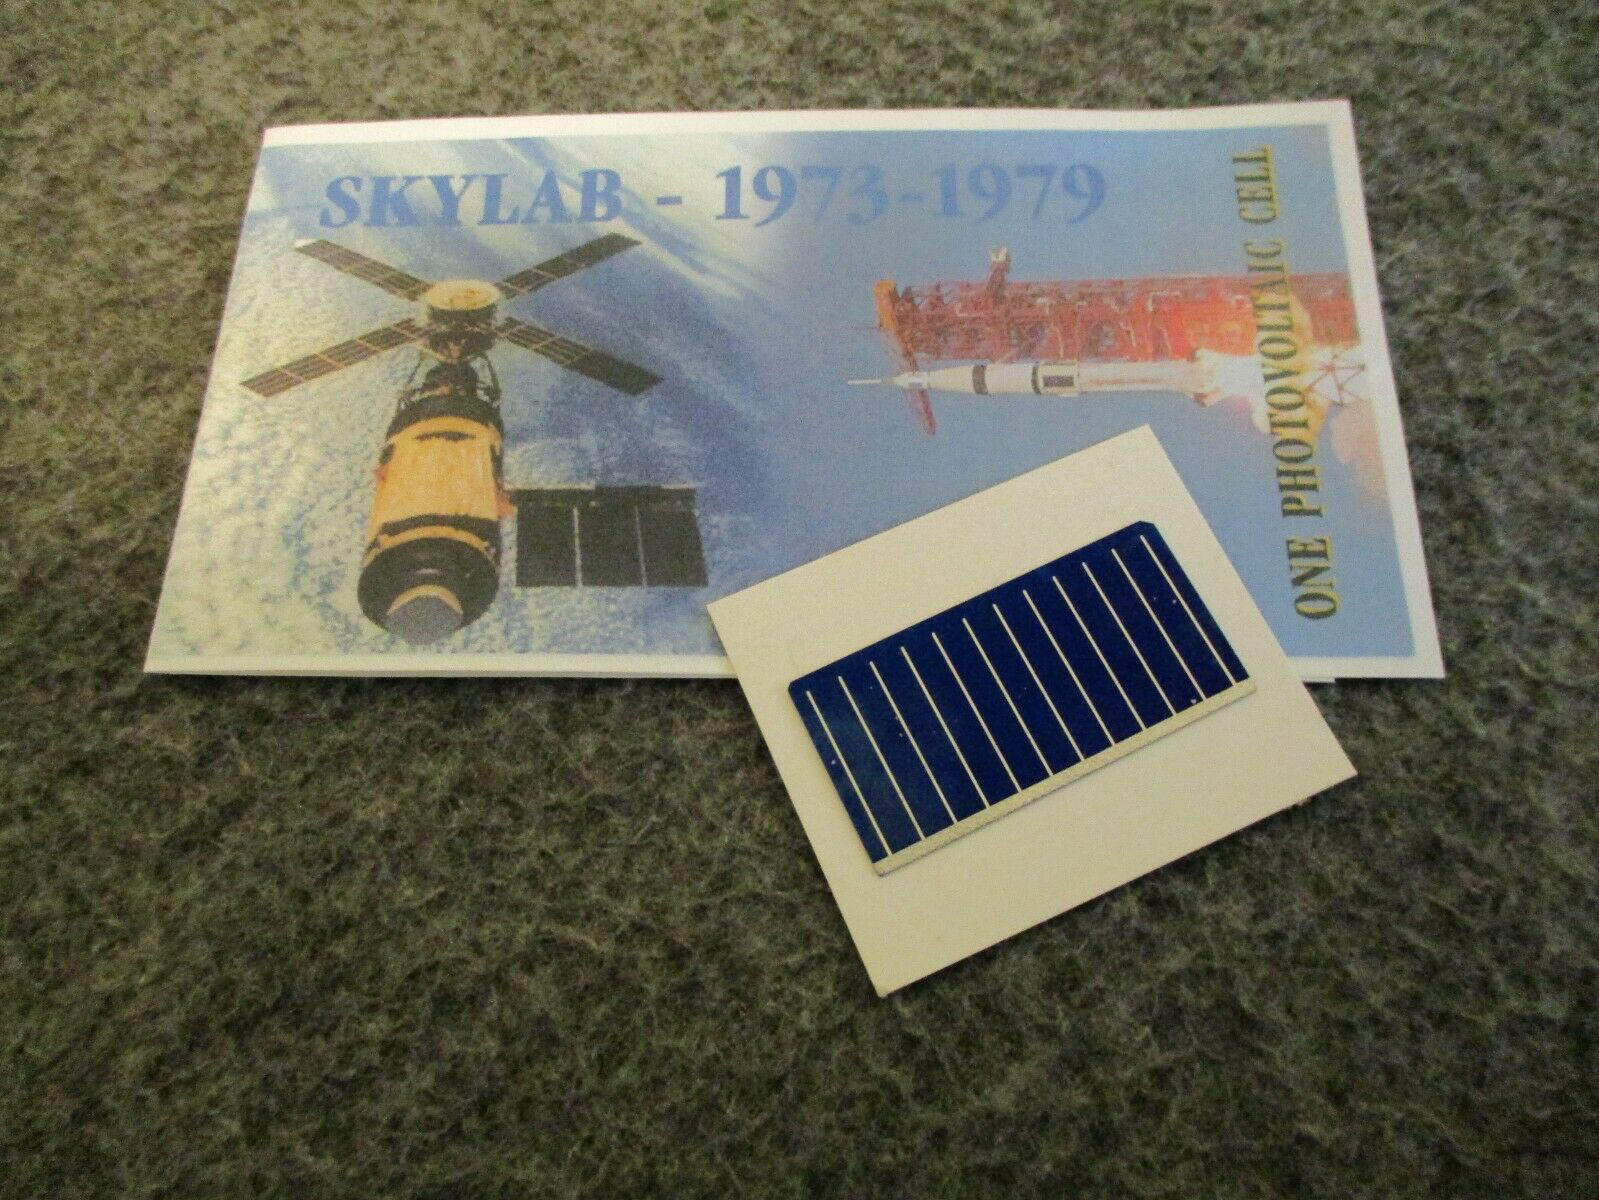 SKYLAB - 1973-1979
ONE PHOTOVOLTAIC CELL